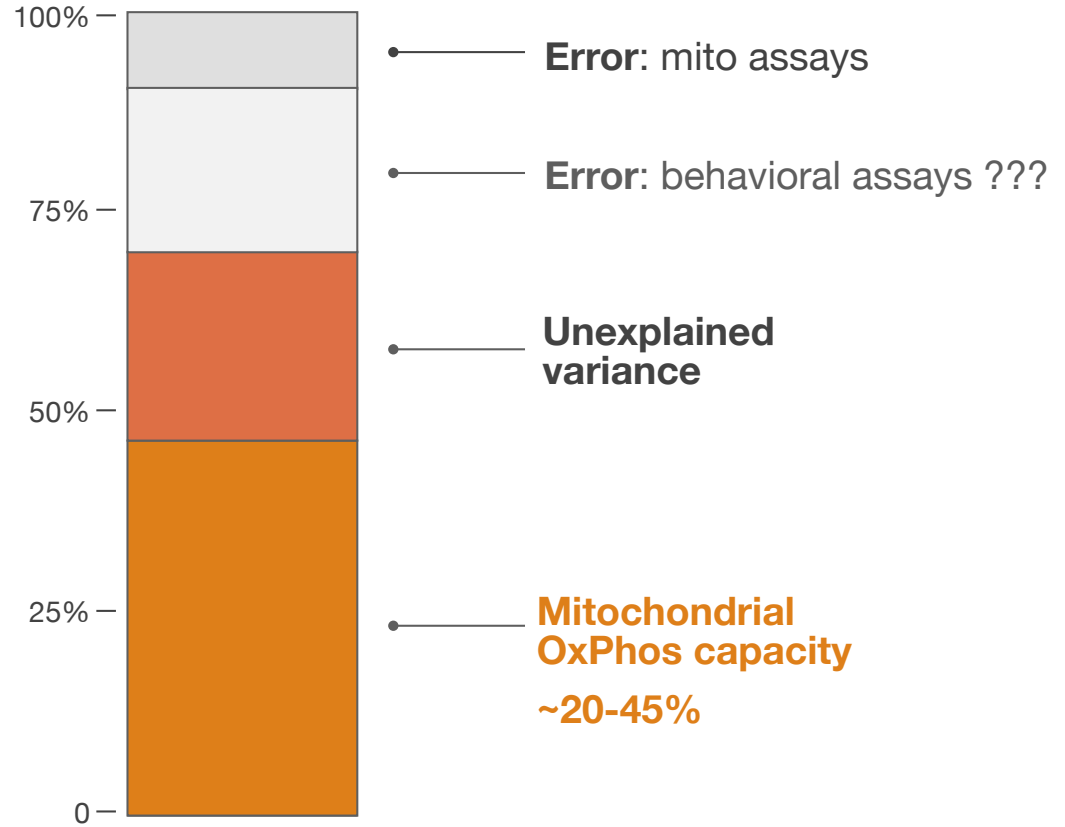 100%
Error: mito assays
Error: behavioral assays ???
75%
Unexplained
variance
50%
25%
Mitochondrial
OxPhos capacity
~20-45%
0